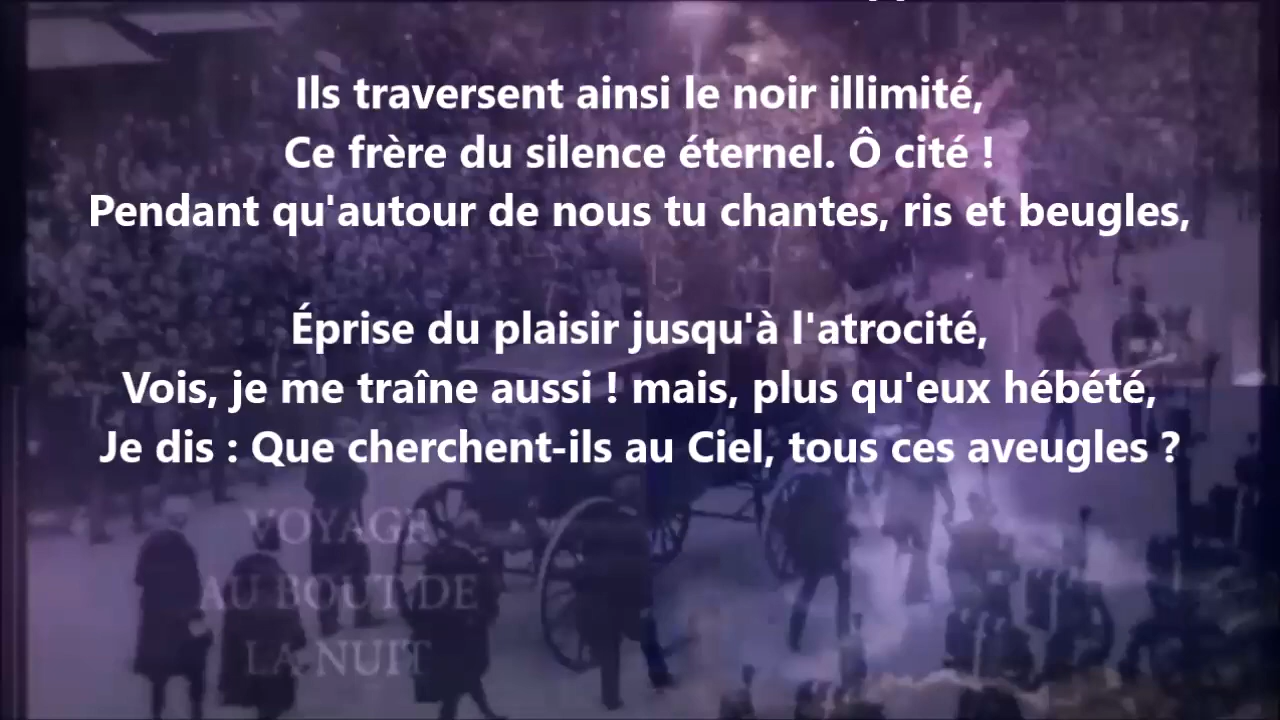 Ils traversent ainsi le noir illimité,
Ce frère du silence éternel. Ô cité !
Pendant qu'autour de nous tu chantes, ris et beugles,
Éprise du plaisir jusqu'à l'atrocité,
Vois, je me traîne aussi ! mais, plus qu'eux hébété,
Je dis : Que cherchent-ils au Ciel, tous ces aveugles ?
VOYAGE
AU BOUT DE
LA NUIT